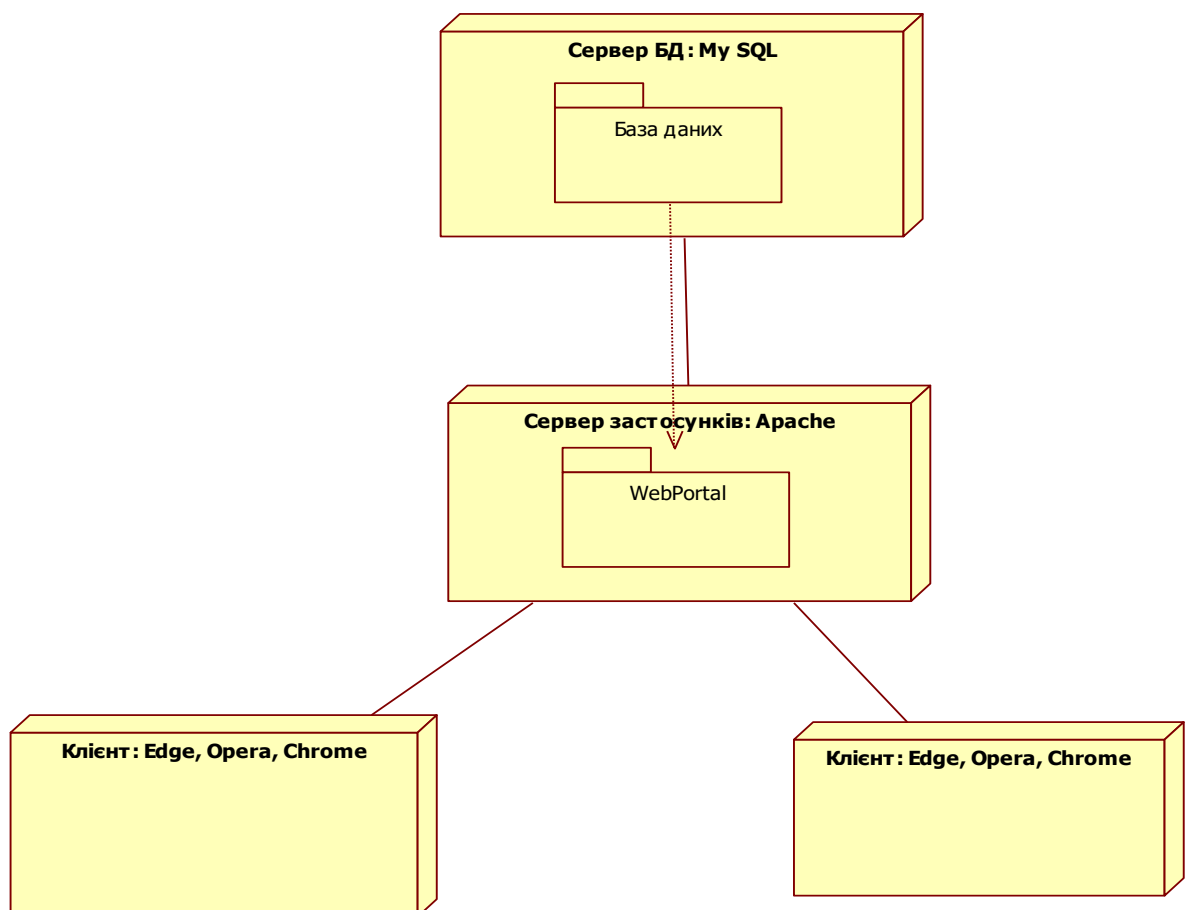 Сервер БД: My SQL
База даних
Сервер застосунків: Apache
WebPortal
Клієнт: Edge, Opera, Chrome
Клієнт: Edge, Opera, Chrome